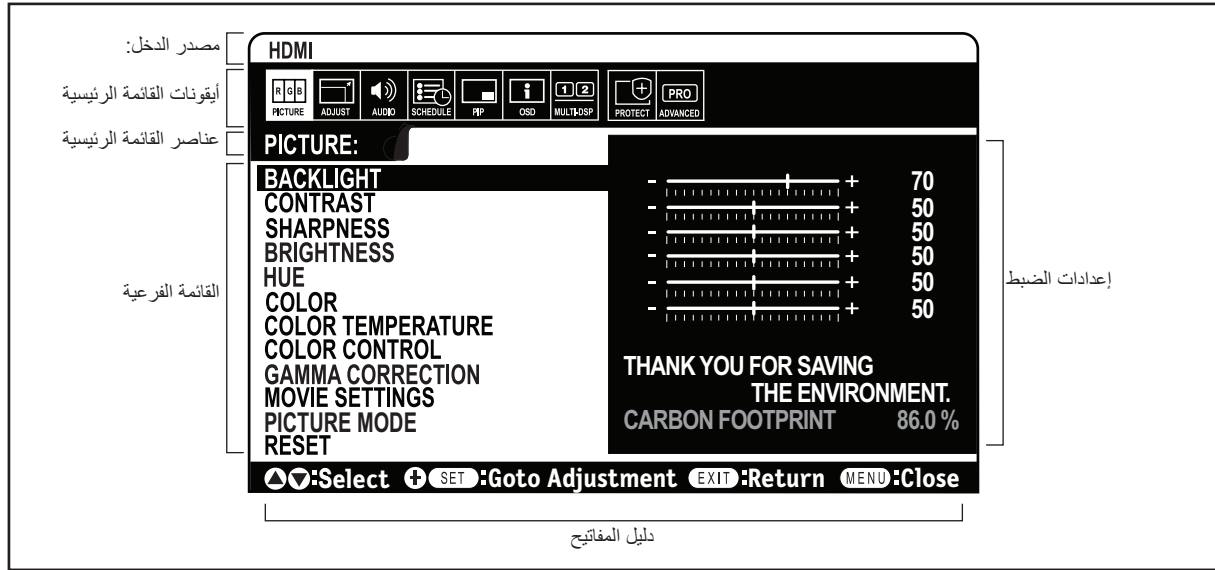 مصدر الدخل:
HDMI
أيقونات القائمة الرئيسية
R G B PICTURE
ADJUST
AUDIO
SCHEDULE
PIP
OSD
1 2 MULTI-DSP
PROTECT
PRO ADVANCED
عناصر القائمة الرئيسية
PICTURE:
القائمة الفرعية
BACKLIGHT - + 70
CONTRAST - + 50
SHARPNESS - + 50
BRIGHTNESS - + 50
HUE - + 50
COLOR - + 50
COLOR TEMPERATURE
COLOR CONTROL
GAMMA CORRECTION
MOVIE SETTINGS
PICTURE MODE
RESET
THANK YOU FOR SAVING
THE ENVIRONMENT.
CARBON FOOTPRINT 86.0 %
إعدادات الضبط
:Select + SET :Goto Adjustment EXIT :Return MENU :Close
دليل المفاتيح